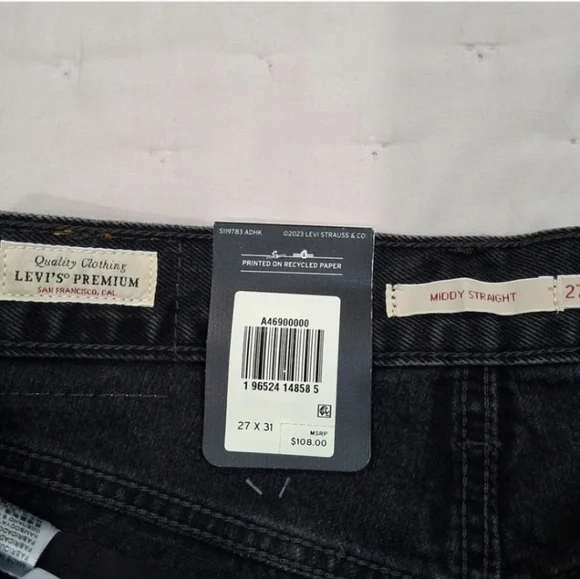 S119783 ADHK ©2023 LEVI STRAUSS & CO.
PRINTED ON RECYCLED PAPER
Quality Clothing
LEVI'S® PREMIUM
SAN FRANCISCO, CAL
MIDDY STRAIGHT
27
A46900000
1 96524 14858 5
27 X 31
MSRP
$108.00